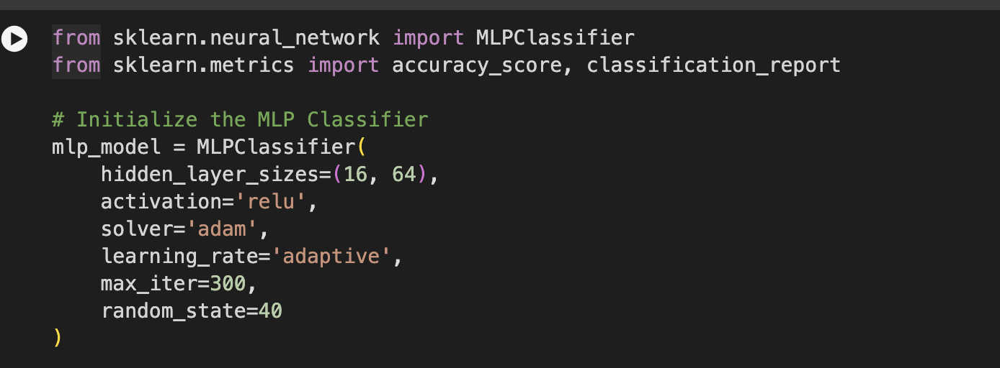 from sklearn.neural_network import MLPClassifier
from sklearn.metrics import accuracy_score, classification_report
# Initialize the MLP Classifier
mlp_model = MLPClassifier(
    hidden_layer_sizes=(16, 64),
    activation='relu',
    solver='adam',
    learning_rate='adaptive',
    max_iter=300,
    random_state=40
)